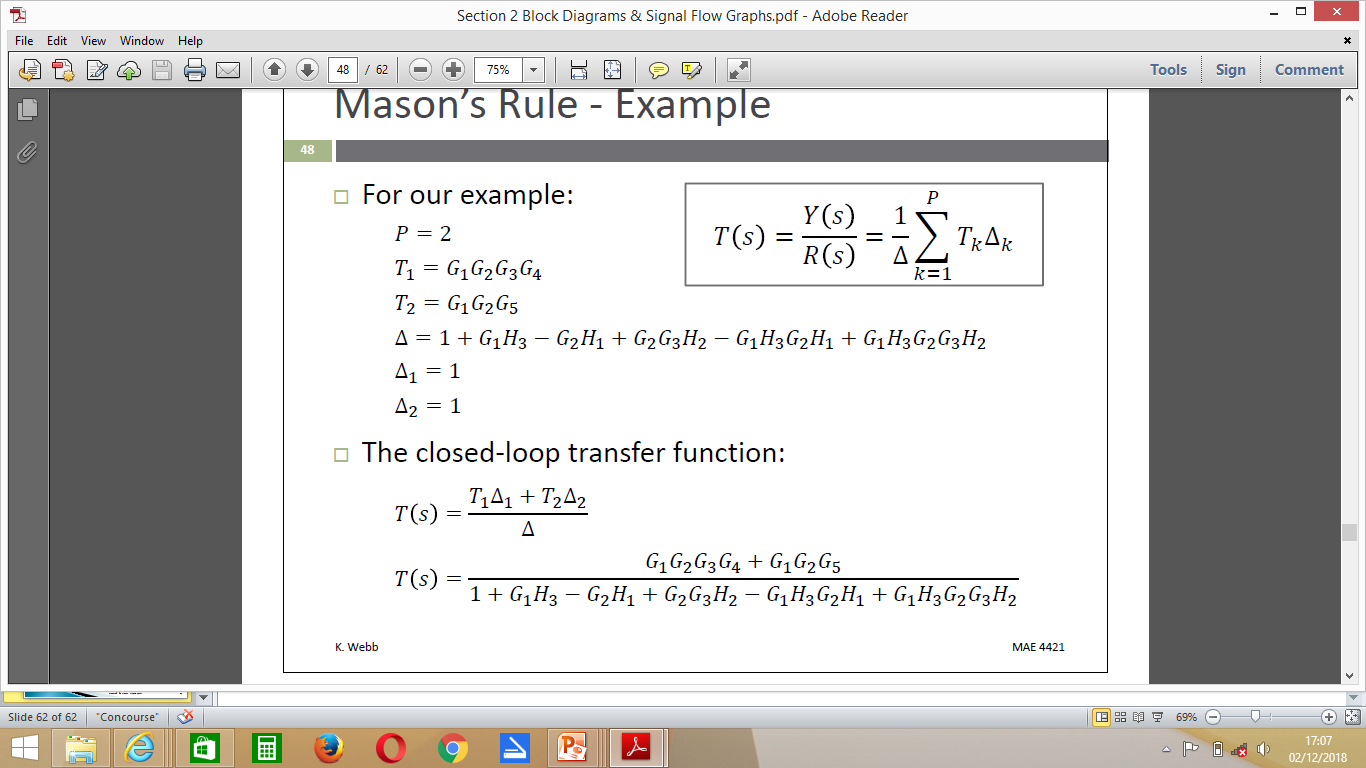 Section 2 Block Diagrams & Signal Flow Graphs.pdf - Adobe Reader
File Edit View Window Help
48 / 62 75% Tools Sign Comment
Mason's Rule - Example
48
For our example:
P = 2
T₁ = G₁G₂G₃G₄
T₂ = G₁G₂G₅
Δ = 1 + G₁H₃ − G₂H₁ + G₂G₃H₂ − G₁H₃G₂H₁ + G₁H₃G₂G₃H₂
Δ₁ = 1
Δ₂ = 1
T(s) = Y(s)/R(s) = 1/Δ ∑_{k=1}^{P} T_kΔ_k
The closed-loop transfer function:
T(s) = (T₁Δ₁ + T₂Δ₂)/Δ
T(s) = (G₁G₂G₃G₄ + G₁G₂G₅)/(1 + G₁H₃ − G₂H₁ + G₂G₃H₂ − G₁H₃G₂H₁ + G₁H₃G₂G₃H₂)
K. Webb MAE 4421
Slide 62 of 62 "Concourse" 69%
17:07
02/12/2018